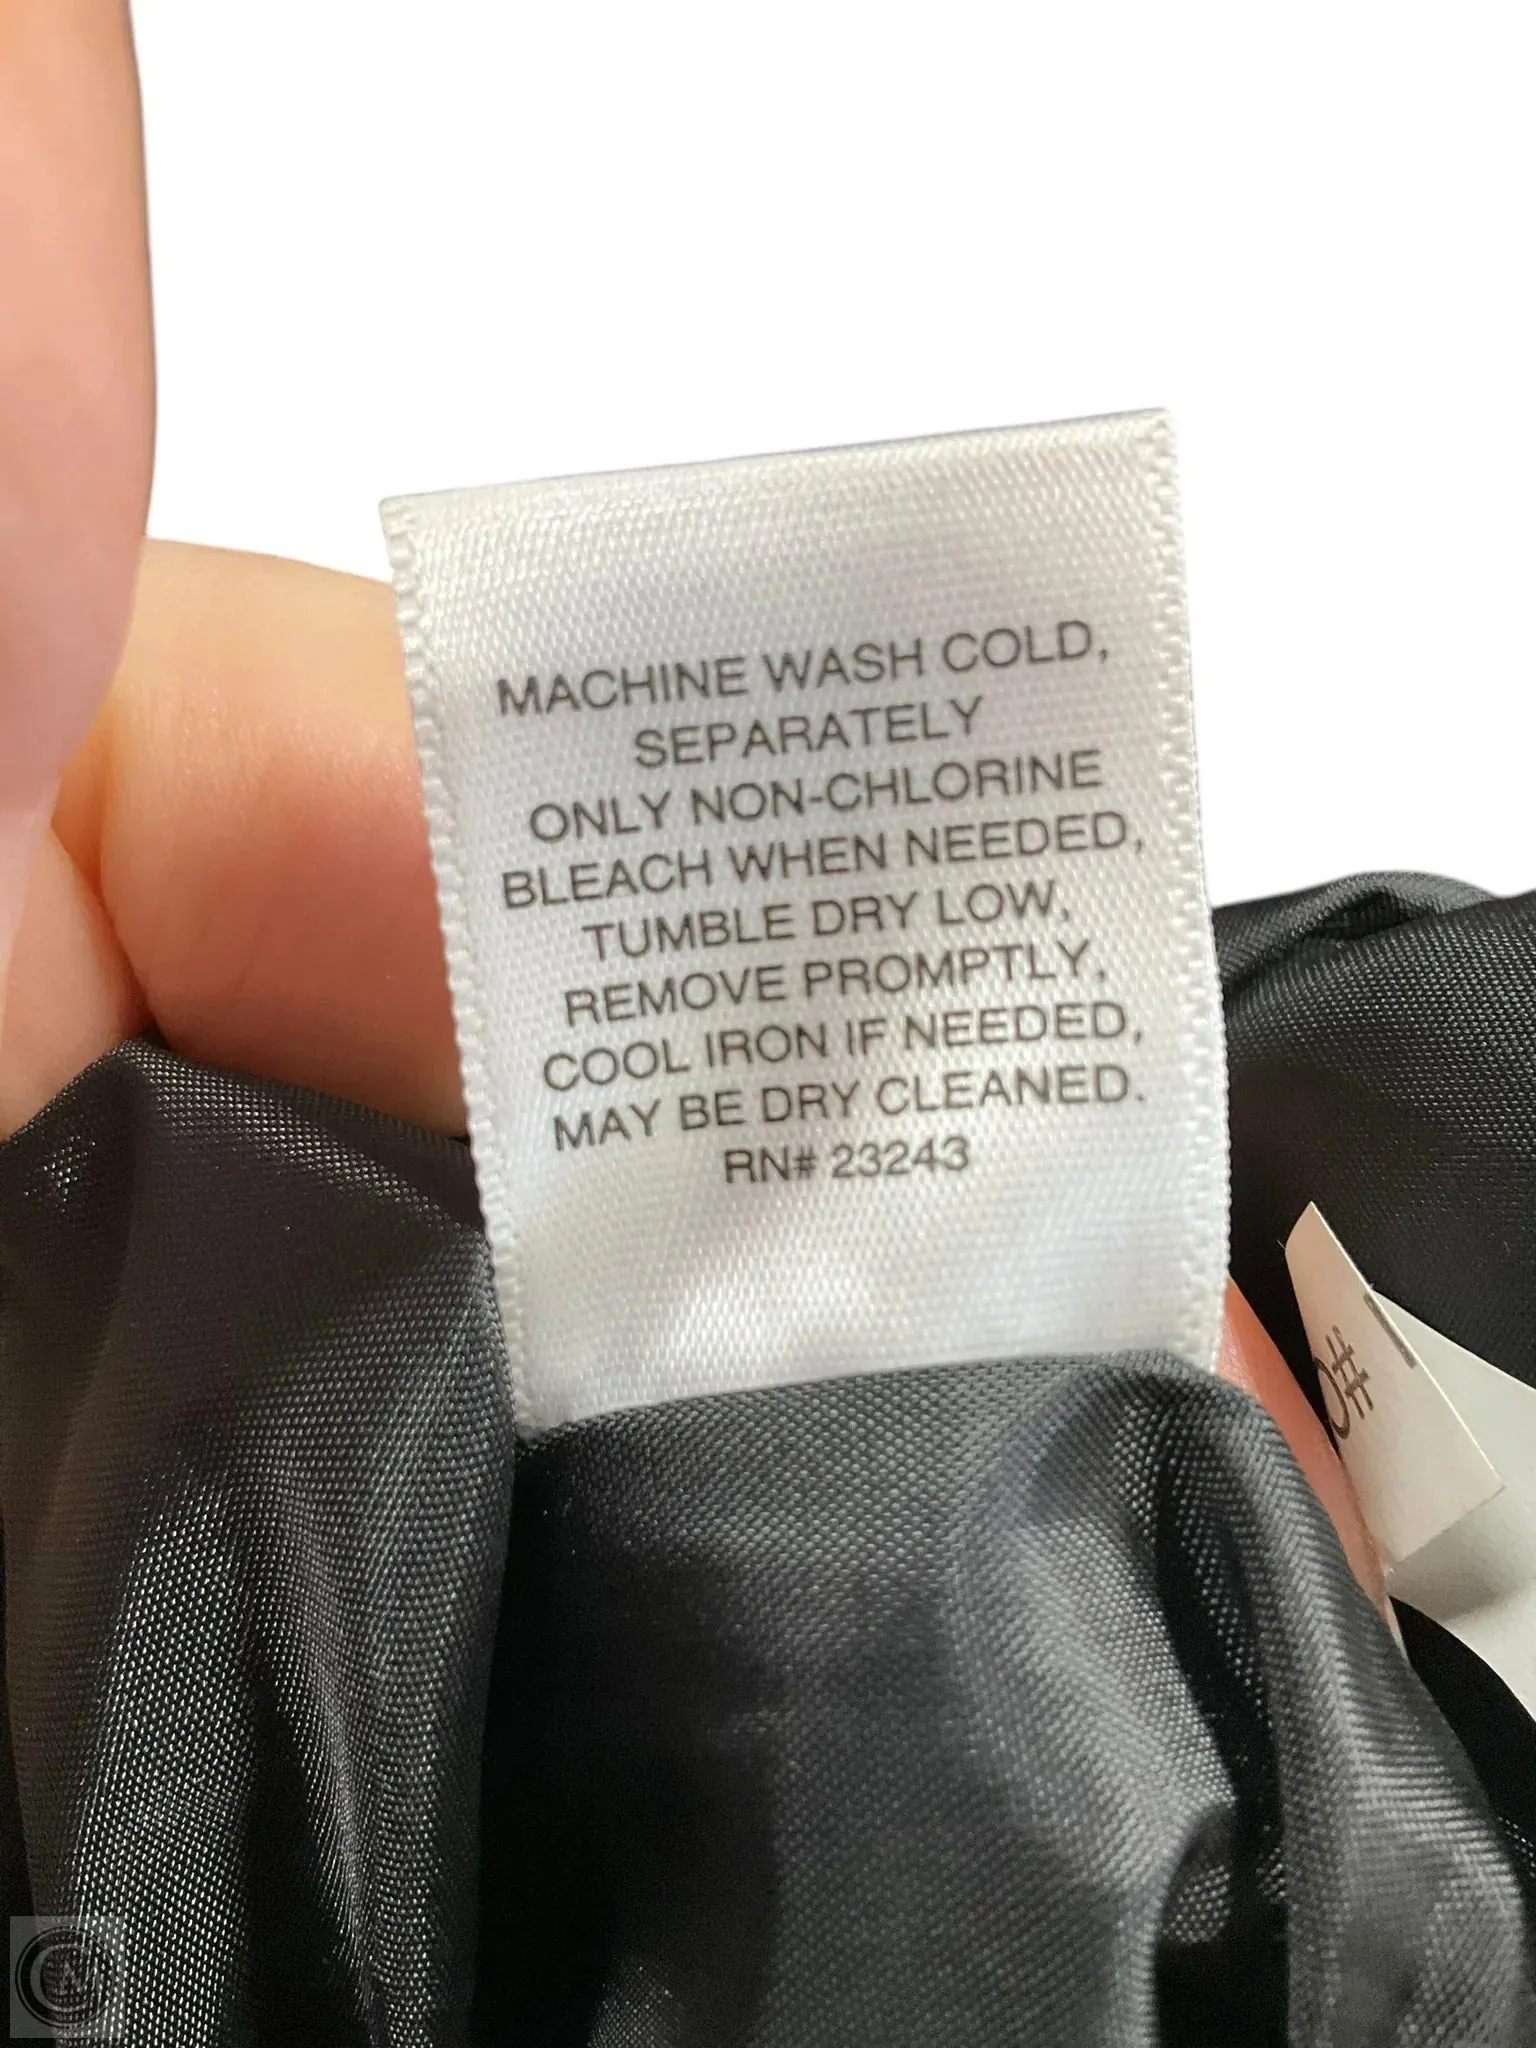 MACHINE WASH COLD,
SEPARATELY
ONLY NON-CHLORINE
BLEACH WHEN NEEDED,
TUMBLE DRY LOW,
REMOVE PROMPTLY,
COOL IRON IF NEEDED,
MAY BE DRY CLEANED.
RN# 23243